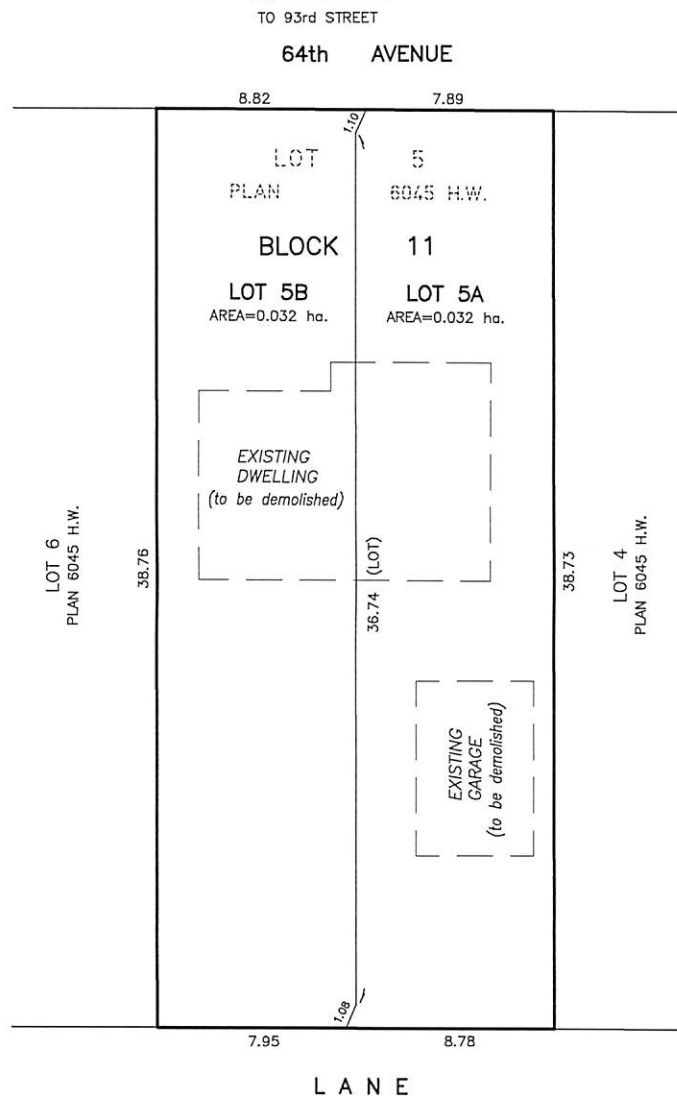 TO 93rd STREET
64th AVENUE
8.82 7.89
1.10
LOT 5
PLAN 6045 H.W.
BLOCK 11
LOT 5B
AREA=0.032 ha.
LOT 5A
AREA=0.032 ha.
EXISTING
DWELLING
(to be demolished)
LOT 6
PLAN 6045 H.W.
38.76
36.74 (LOT)
38.73
LOT 4
PLAN 6045 H.W.
EXISTING
GARAGE
(to be demolished)
1.08
7.95 8.78
LANE